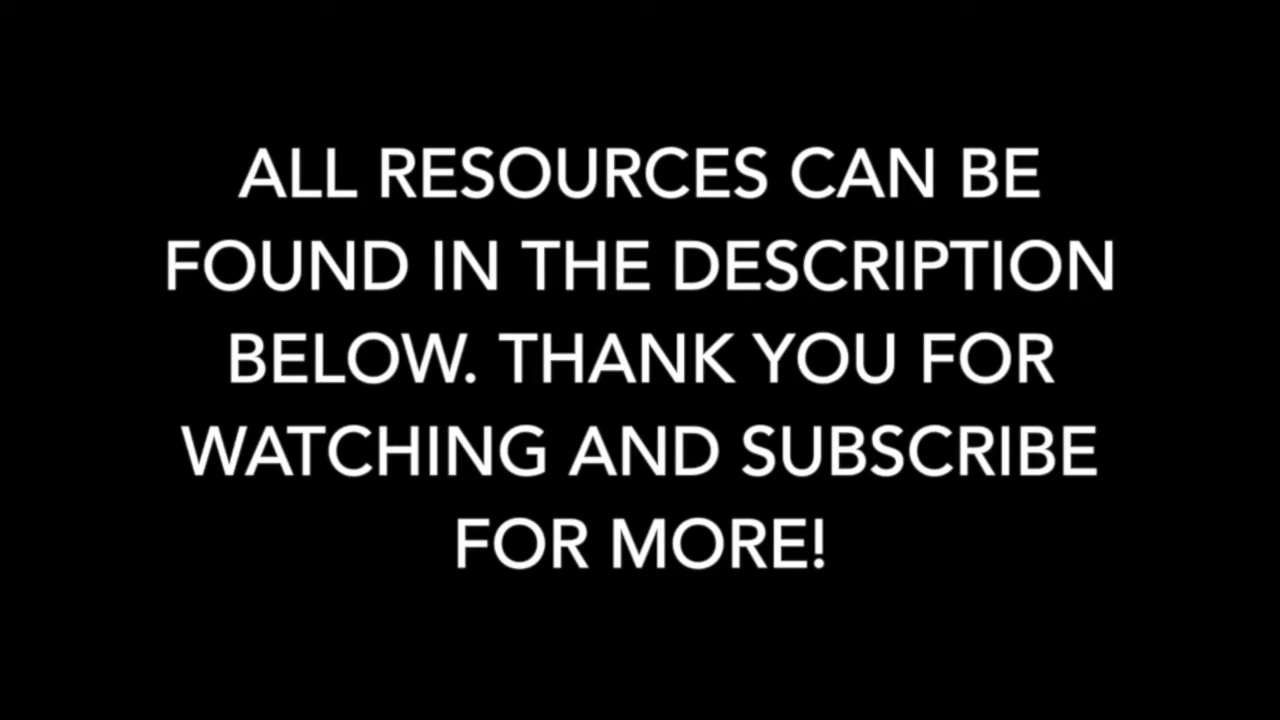 ALL RESOURCES CAN BE
FOUND IN THE DESCRIPTION
BELOW. THANK YOU FOR
WATCHING AND SUBSCRIBE
FOR MORE!